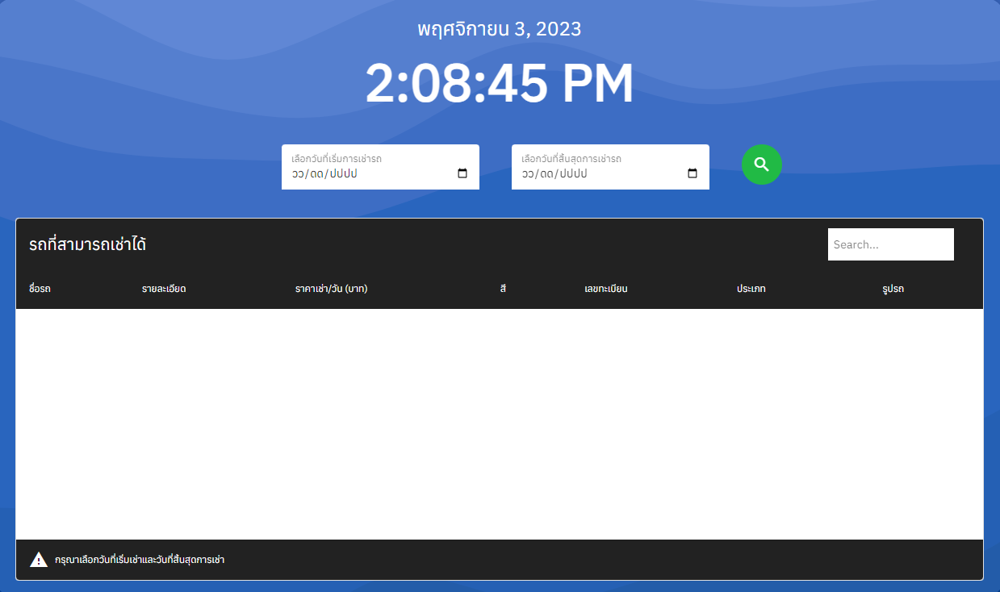 พฤศจิกายน 3, 2023
2:08:45 PM
เลือกวันที่เริ่มการเช่ารถ
วว/ดด/ปปปป
เลือกวันที่สิ้นสุดการเช่ารถ
วว/ดด/ปปปป
รถที่สามารถเช่าได้
Search...
ชื่อรถ รายละเอียด ราคาเช่า/วัน (บาท) สี เลขทะเบียน ประเภท รูปรถ
กรุณาเลือกวันที่เริ่มเช่าและวันที่สิ้นสุดการเช่า